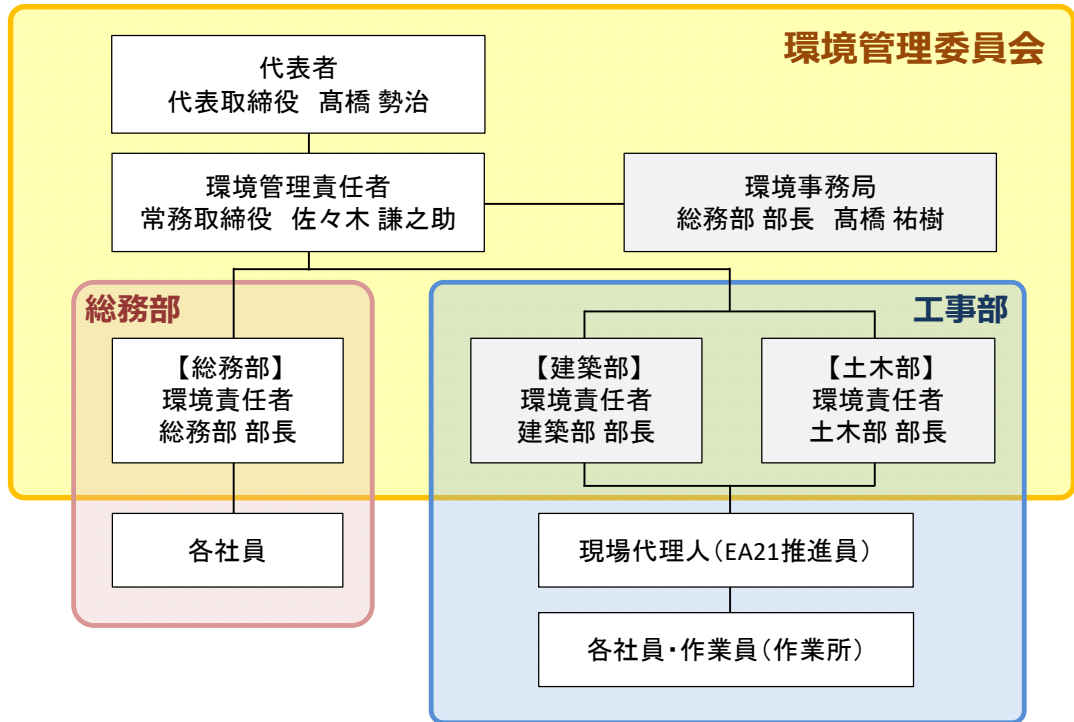 環境管理委員会
代表者
代表取締役 髙橋 勢治
環境管理責任者
常務取締役 佐々木 謙之助
環境事務局
総務部 部長 髙橋 祐樹
総務部
【総務部】
環境責任者
総務部 部長
各社員
工事部
【建築部】
環境責任者
建築部 部長
【土木部】
環境責任者
土木部 部長
現場代理人（EA21推進員）
各社員・作業員（作業所）